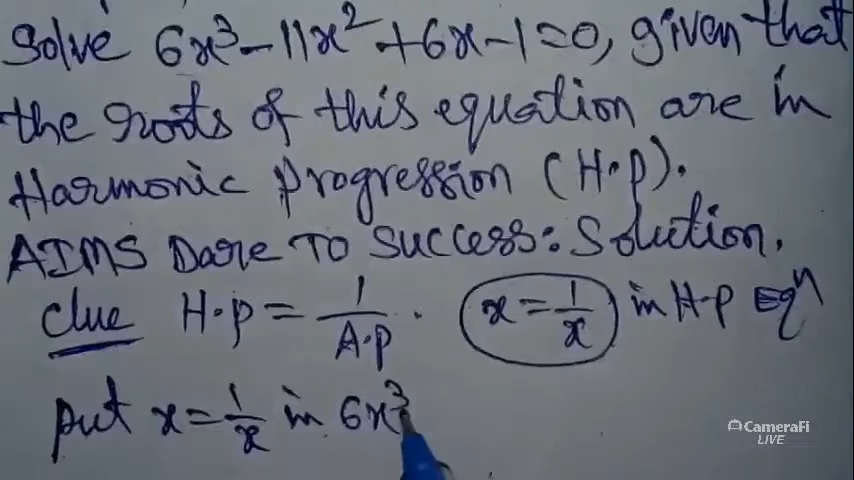 Solve 6x³-11x²+6x-1=0, given that
the roots of this equation are in
Harmonic Progression (H.P).
AIMS Dare To Success: Solution.
Clue H.P = 1/A.P . x = 1/x in H.P Eqn
put x = 1/x in 6x³
CameraFi
LIVE